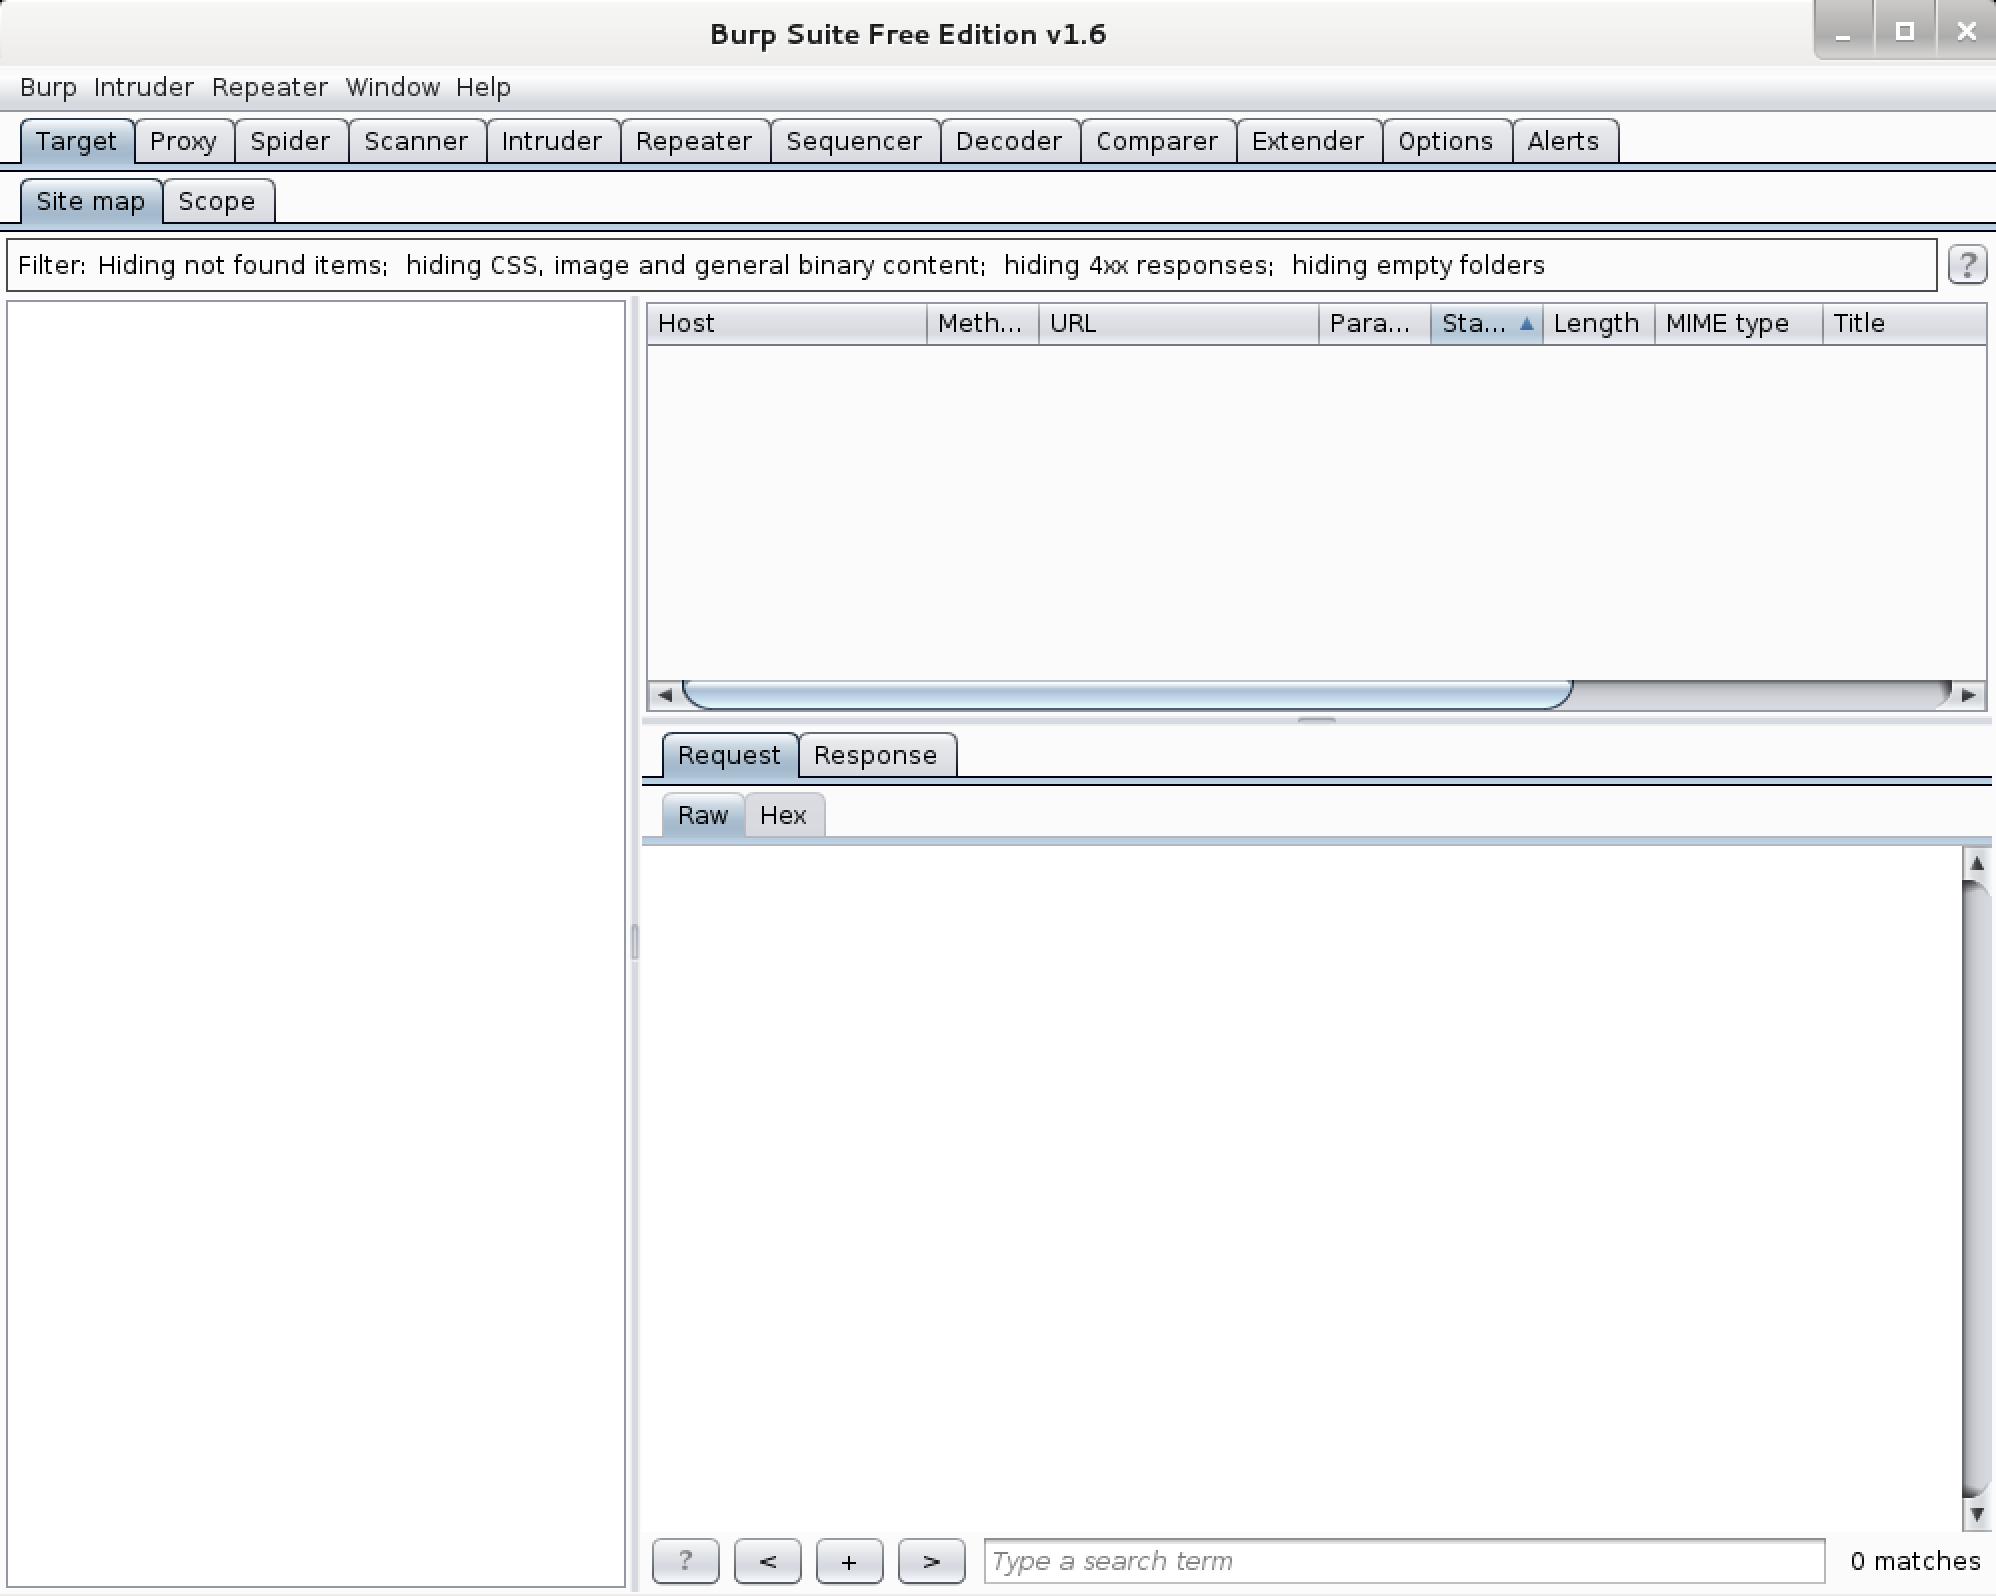 Burp Suite Free Edition v1.6
Burp Intruder Repeater Window Help
Target Proxy Spider Scanner Intruder Repeater Sequencer Decoder Comparer Extender Options Alerts
Site map Scope
Filter: Hiding not found items; hiding CSS, image and general binary content; hiding 4xx responses; hiding empty folders ?
Host Meth... URL Para... Sta... Length MIME type Title
Request Response
Raw Hex
? < + > Type a search term 0 matches